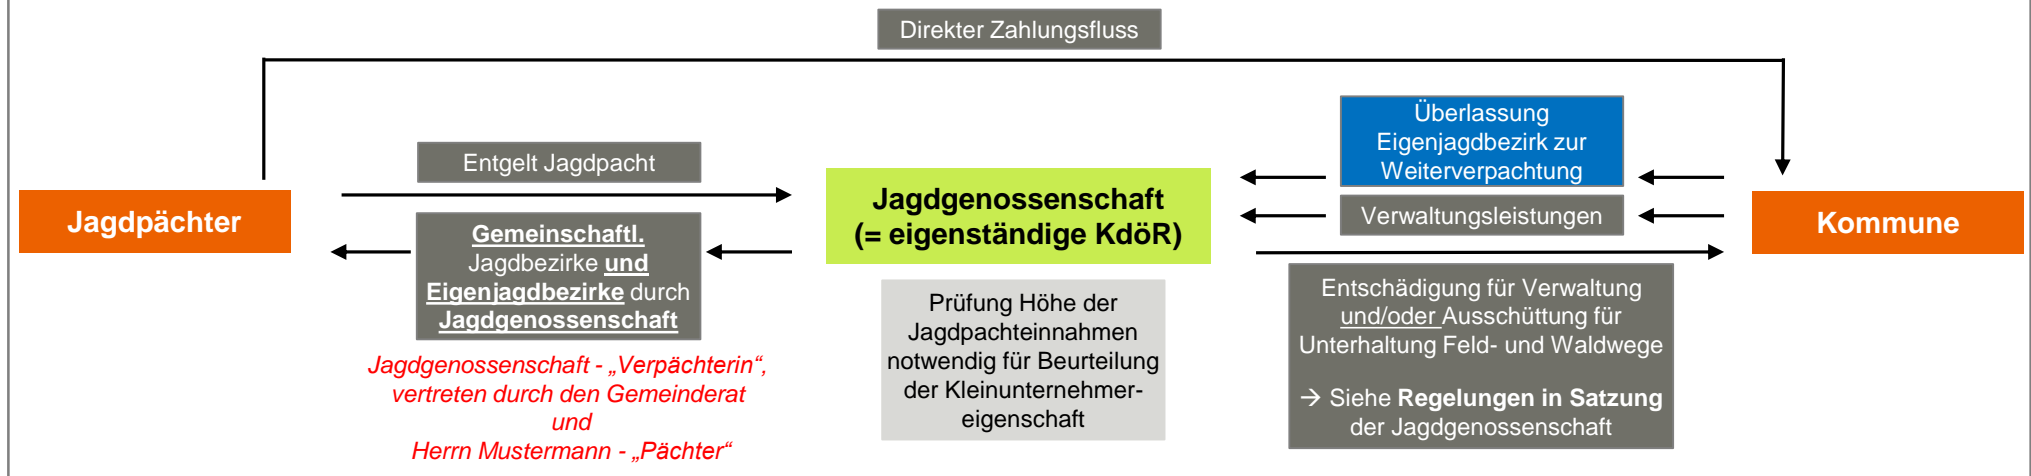 Direkter Zahlungsfluss
Entgelt Jagdpacht
Jagdpächter
Gemeinschaftl.
Jagdbezirke und
Eigenjagdbezirke durch
Jagdgenossenschaft
Jagdgenossenschaft - „Verpächterin“,
vertreten durch den Gemeinderat
und
Herrn Mustermann - „Pächter“
Jagdgenossenschaft
(= eigenständige KdöR)
Prüfung Höhe der
Jagdpachteinnahmen
notwendig für Beurteilung
der Kleinunternehmer-
eigenschaft
Überlassung
Eigenjagdbezirk zur
Weiterverpachtung
Verwaltungsleistungen
Kommune
Entschädigung für Verwaltung
und/oder Ausschüttung für
Unterhaltung Feld- und Waldwege
→ Siehe Regelungen in Satzung
der Jagdgenossenschaft